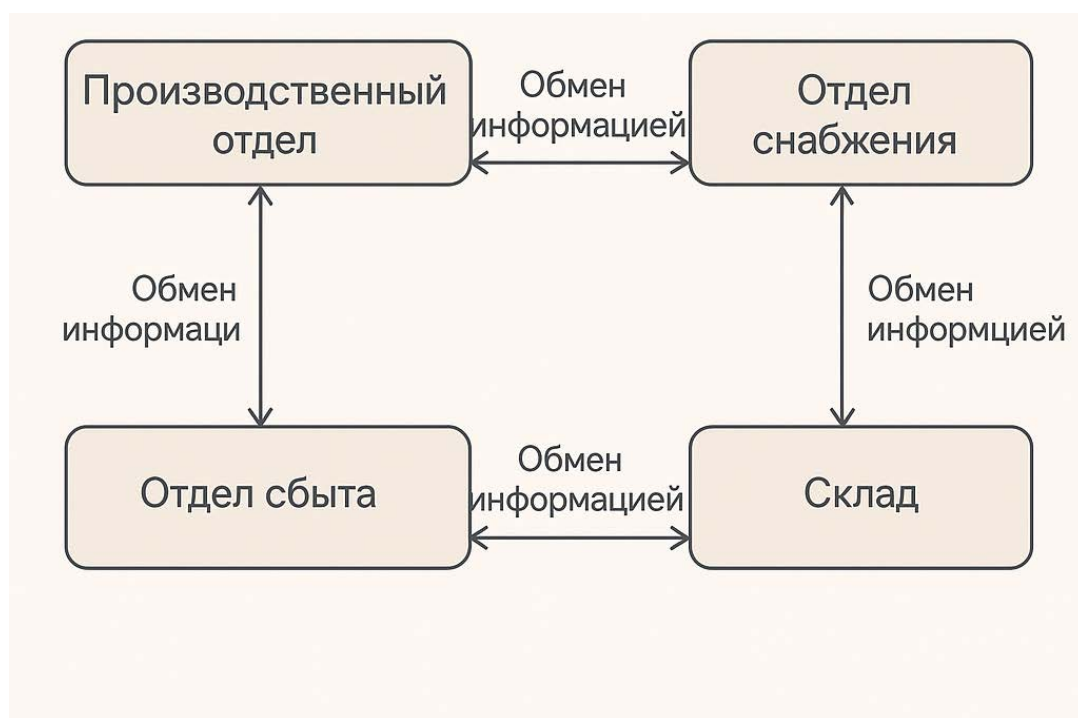 Производственный
отдел
Обмен
информацией
Отдел
снабжения
Обмен
информаци
Обмен
информцией
Отдел сбыта
Обмен
информацией
Склад